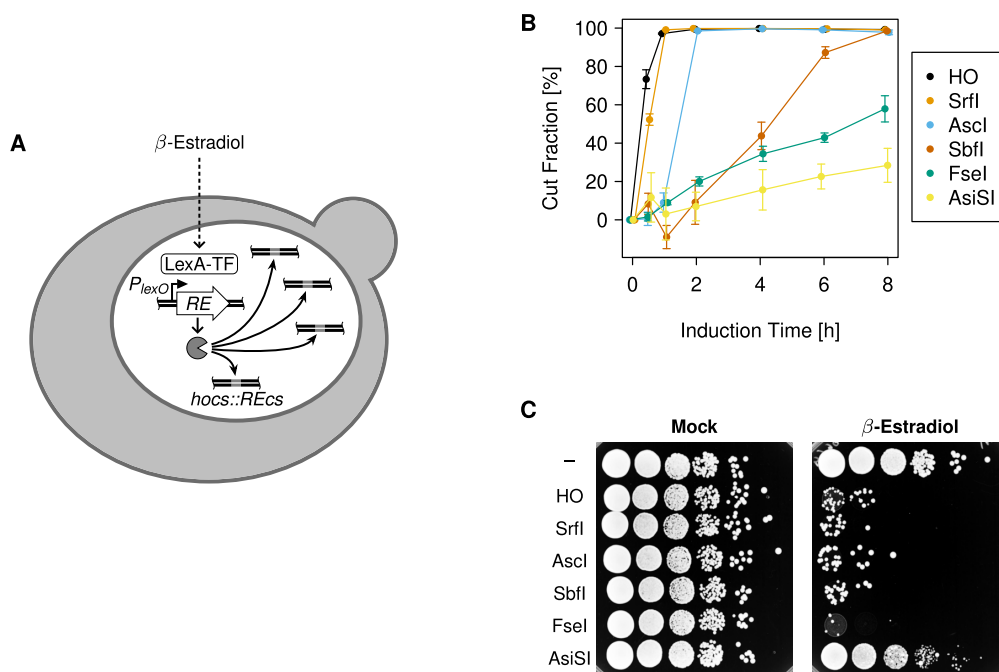 A
β-Estradiol
LexA-TF
PlexO
RE
hocs::REcs
B
Cut Fraction [%]
100
80
60
40
20
0
0 2 4 6 8
Induction Time [h]
HO
SrfI
AscI
SbfI
FseI
AsiSI
C
Mock β-Estradiol
–
HO
SrfI
AscI
SbfI
FseI
AsiSI